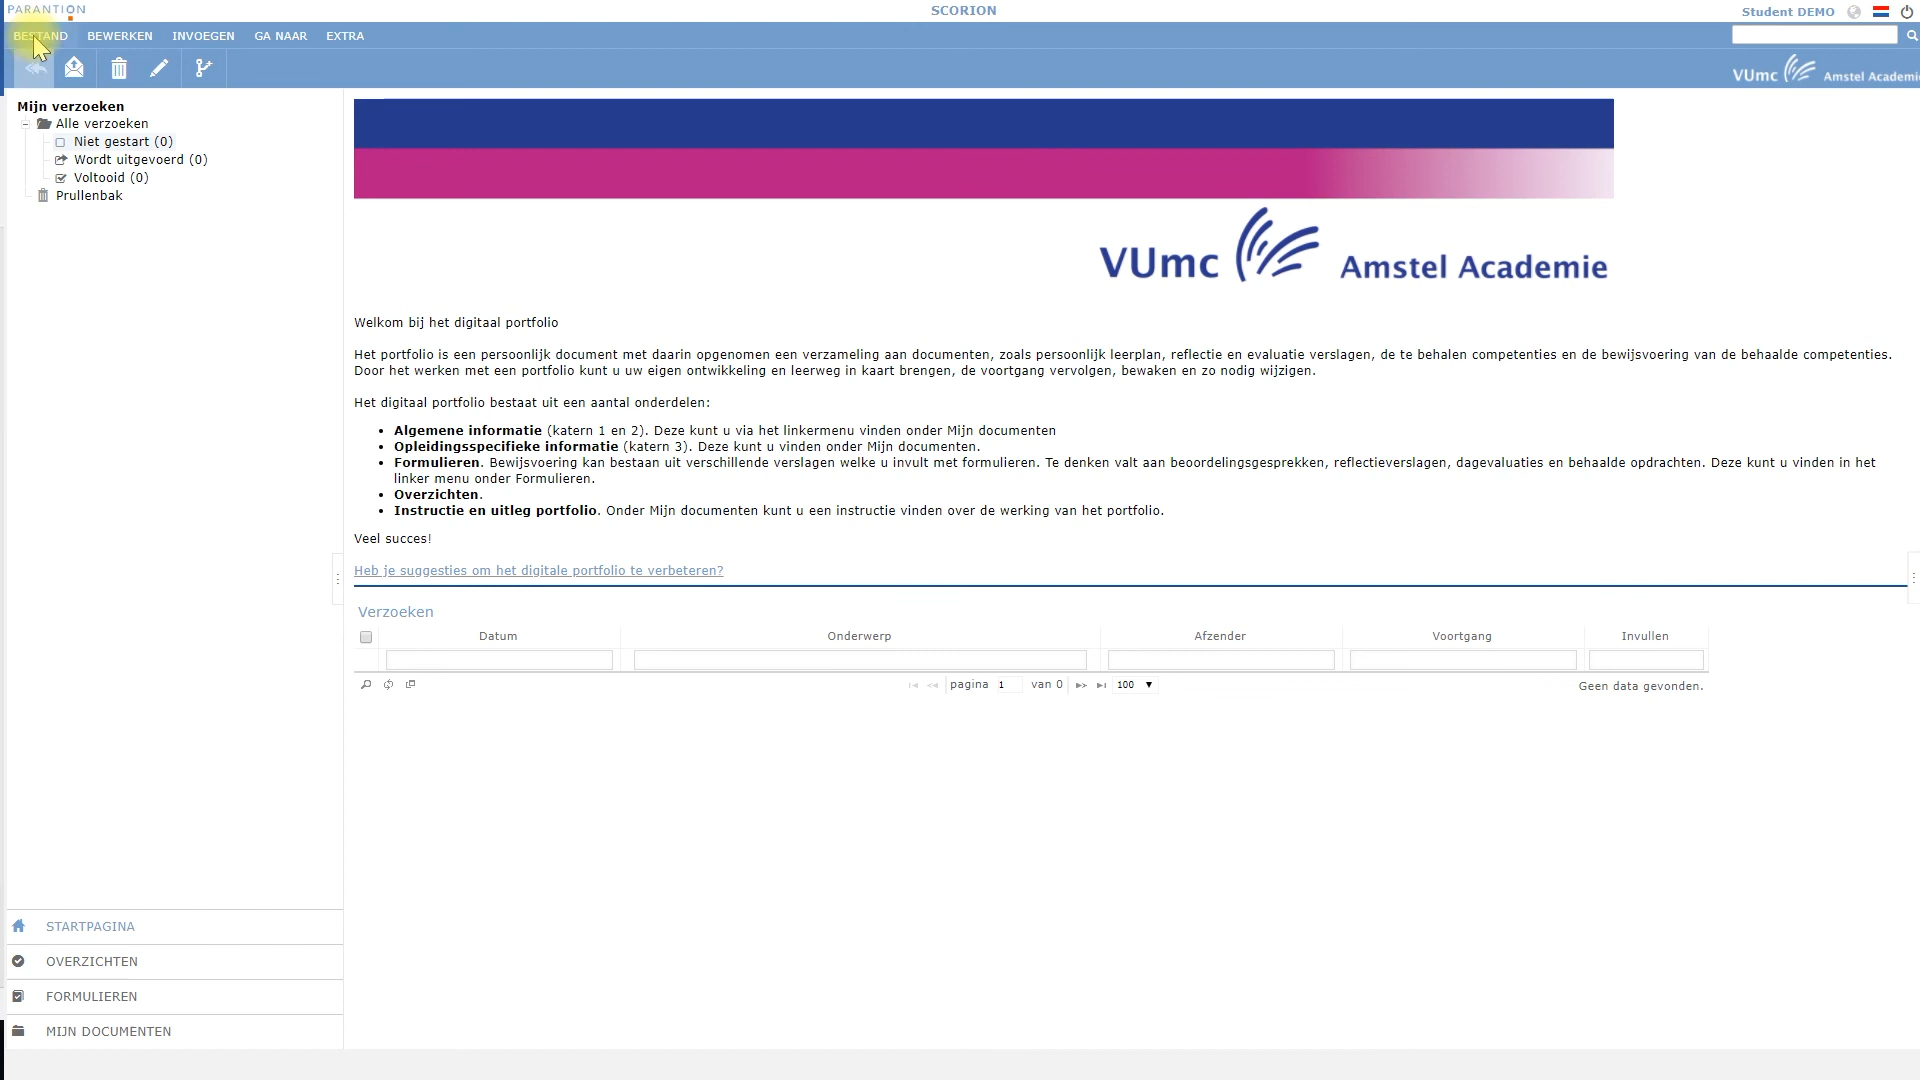 PARANTION
SCORION
Student DEMO
BESTAND BEWERKEN INVOEGEN GA NAAR EXTRA
VUmc Amstel Academi
Mijn verzoeken
Alle verzoeken
Niet gestart (0)
Wordt uitgevoerd (0)
Voltooid (0)
Prullenbak
VUmc Amstel Academie
Welkom bij het digitaal portfolio
Het portfolio is een persoonlijk document met daarin opgenomen een verzameling aan documenten, zoals persoonlijk leerplan, reflectie en evaluatie verslagen, de te behalen competenties en de bewijsvoering van de behaalde competenties.
Door het werken met een portfolio kunt u uw eigen ontwikkeling en leerweg in kaart brengen, de voortgang vervolgen, bewaken en zo nodig wijzigen.
Het digitaal portfolio bestaat uit een aantal onderdelen:
• Algemene informatie (katern 1 en 2). Deze kunt u via het linkermenu vinden onder Mijn documenten
• Opleidingsspecifieke informatie (katern 3). Deze kunt u vinden onder Mijn documenten.
• Formulieren. Bewijsvoering kan bestaan uit verschillende verslagen welke u invult met formulieren. Te denken valt aan beoordelingsgesprekken, reflectieverslagen, dagevaluaties en behaalde opdrachten. Deze kunt u vinden in het
linker menu onder Formulieren.
• Overzichten.
• Instructie en uitleg portfolio. Onder Mijn documenten kunt u een instructie vinden over de werking van het portfolio.
Veel succes!
Heb je suggesties om het digitale portfolio te verbeteren?
Verzoeken
Datum Onderwerp Afzender Voortgang Invullen
pagina 1 van 0 100 Geen data gevonden.
STARTPAGINA
OVERZICHTEN
FORMULIEREN
MIJN DOCUMENTEN